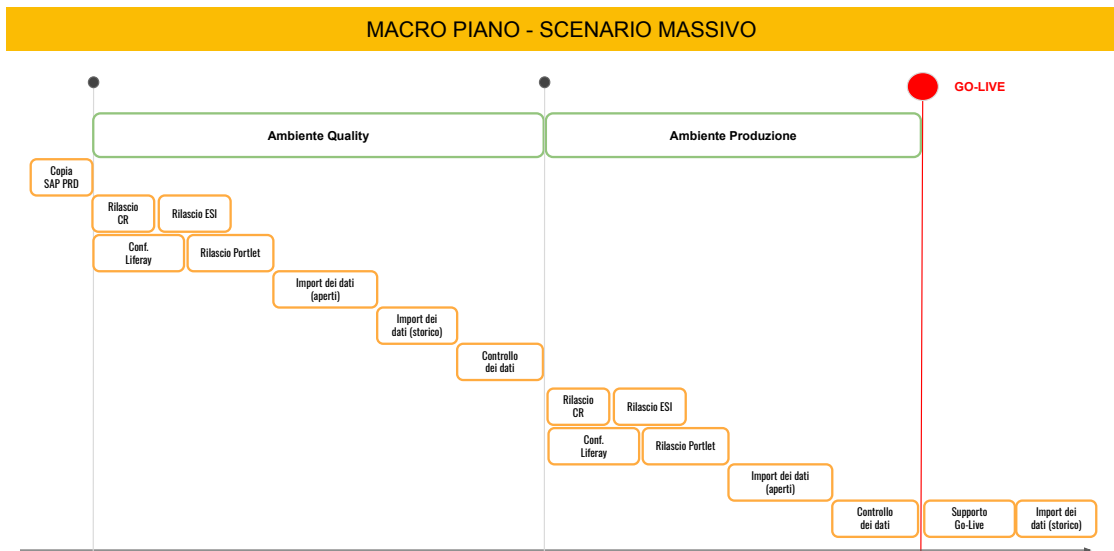 MACRO PIANO - SCENARIO MASSIVO
GO-LIVE
Ambiente Quality
Ambiente Produzione
Copia
SAP PRD
Rilascio
CR
Rilascio ESI
Conf.
Liferay
Rilascio Portlet
Import dei dati
(aperti)
Import dei
dati (storico)
Controllo
dei dati
Rilascio
CR
Rilascio ESI
Conf.
Liferay
Rilascio Portlet
Import dei dati
(aperti)
Controllo
dei dati
Supporto
Go-Live
Import dei
dati (storico)